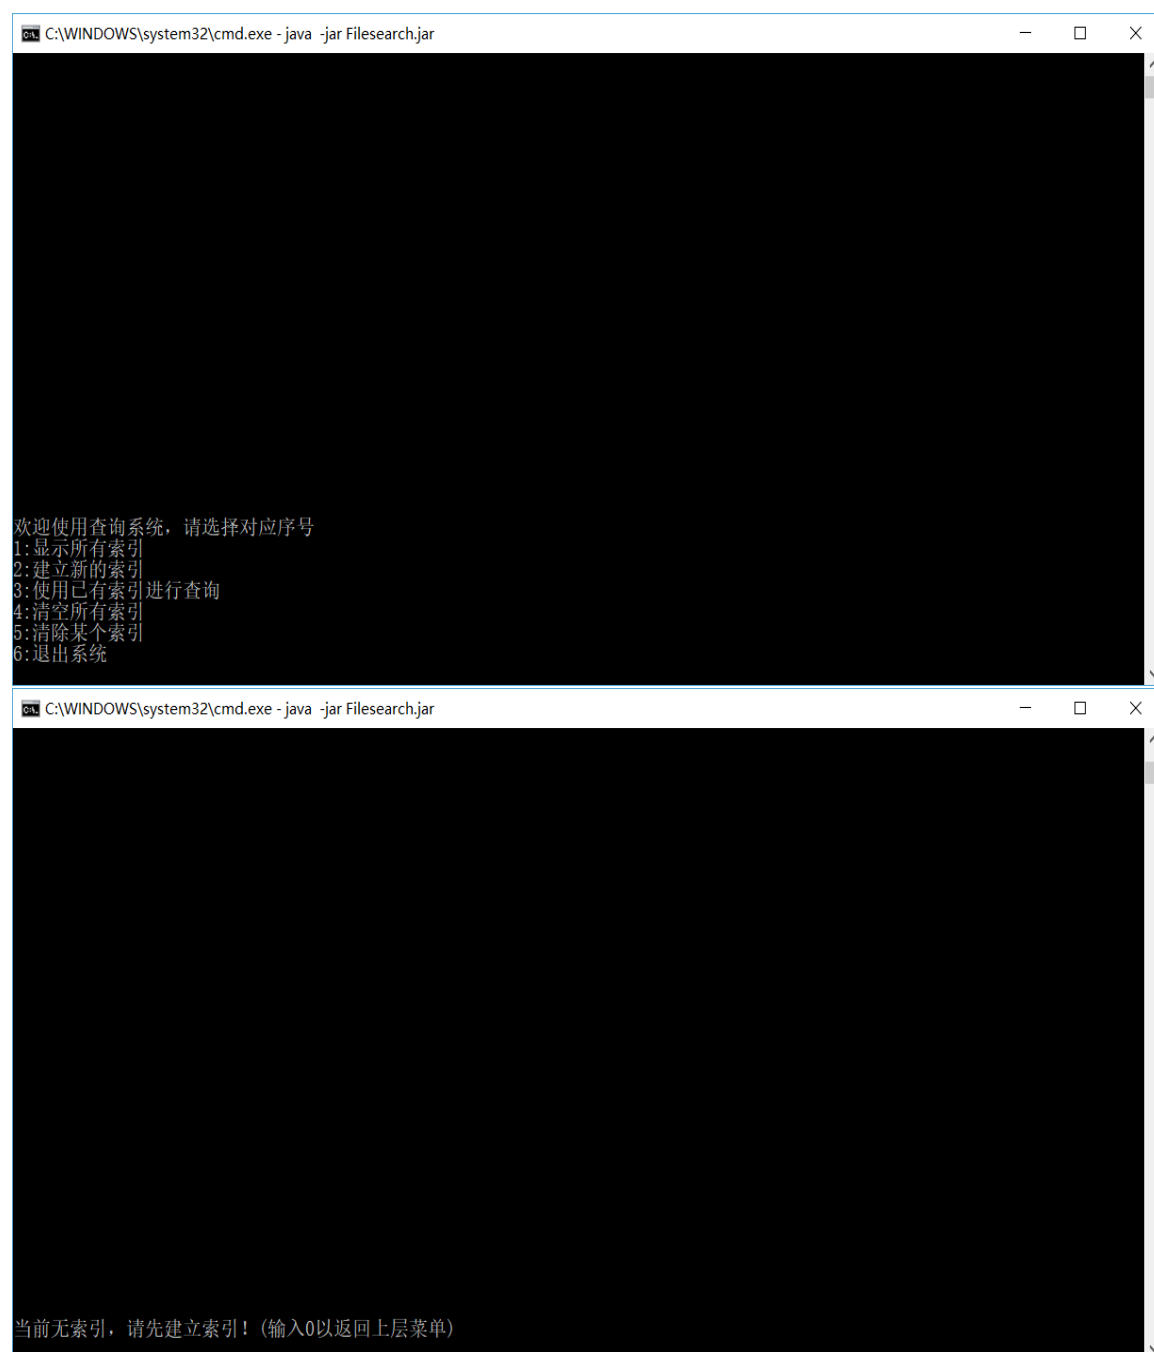 C:\WINDOWS\system32\cmd.exe - java  -jar Filesearch.jar
欢迎使用查询系统，请选择对应序号
1:显示所有索引
2:建立新的索引
3:使用已有索引进行查询
4:清空所有索引
5:清除某个索引
6:退出系统
C:\WINDOWS\system32\cmd.exe - java  -jar Filesearch.jar
当前无索引，请先建立索引！(输入0以返回上层菜单)